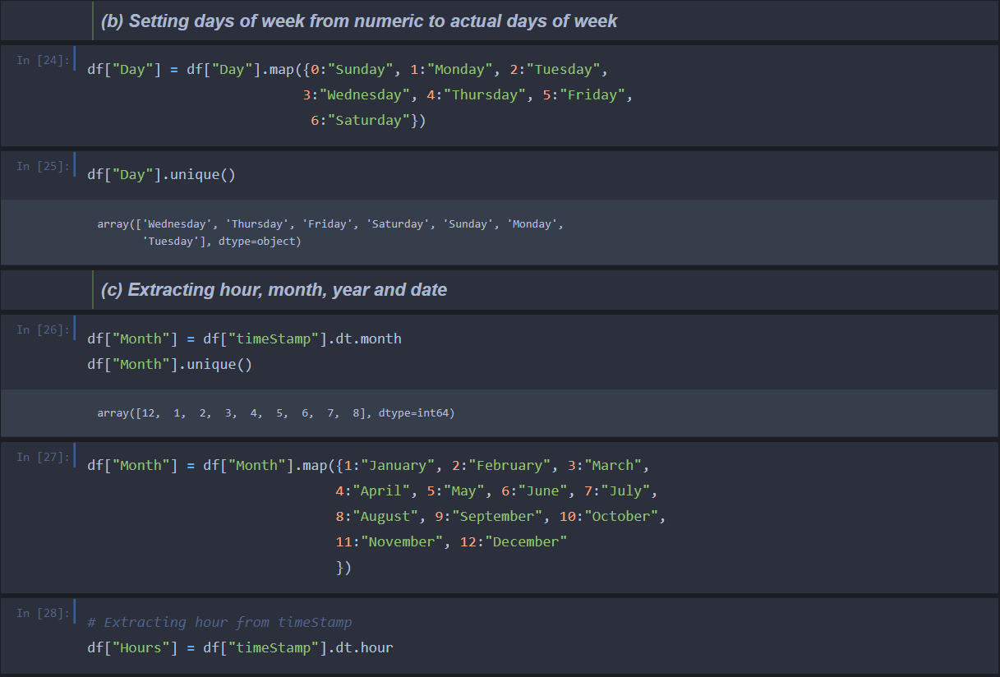 (b) Setting days of week from numeric to actual days of week
In [24]:
df["Day"] = df["Day"].map({0:"Sunday", 1:"Monday", 2:"Tuesday",
3:"Wednesday", 4:"Thursday", 5:"Friday",
6:"Saturday"})
In [25]:
df["Day"].unique()
array(['Wednesday', 'Thursday', 'Friday', 'Saturday', 'Sunday', 'Monday',
'Tuesday'], dtype=object)
(c) Extracting hour, month, year and date
In [26]:
df["Month"] = df["timeStamp"].dt.month
df["Month"].unique()
array([12,  1,  2,  3,  4,  5,  6,  7,  8], dtype=int64)
In [27]:
df["Month"] = df["Month"].map({1:"January", 2:"February", 3:"March",
4:"April", 5:"May", 6:"June", 7:"July",
8:"August", 9:"September", 10:"October",
11:"November", 12:"December"
})
In [28]:
# Extracting hour from timeStamp
df["Hours"] = df["timeStamp"].dt.hour